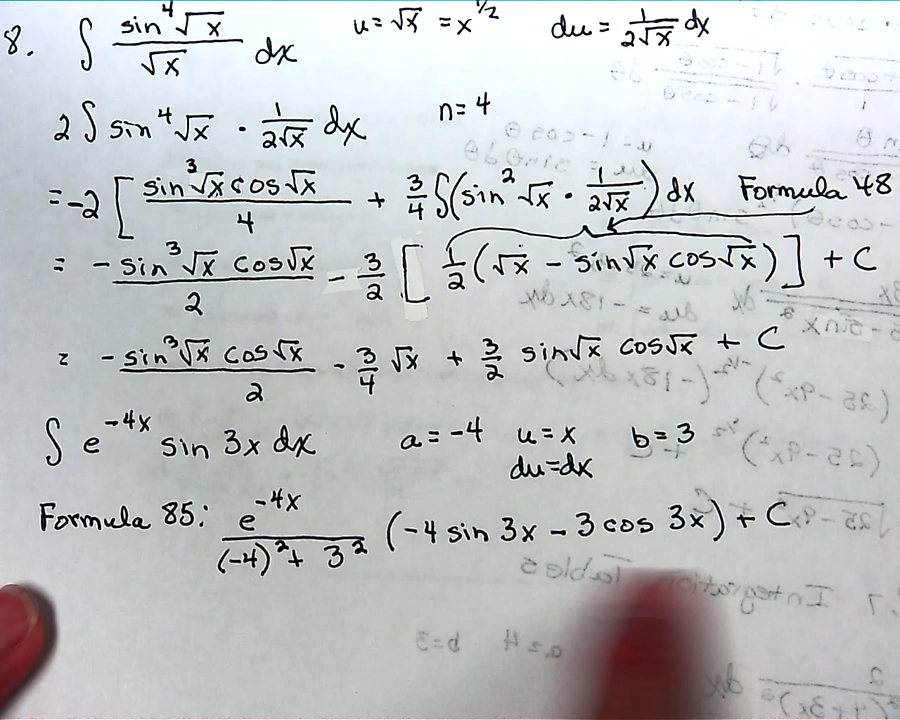 8. ∫ sin⁴√x / √x dx u = √x = x^1/2 du = 1/(2√x) dx
2 ∫ sin⁴√x · 1/(2√x) dx n = 4
= -2 [ sin³√x cos√x / 4 + 3/4 ∫(sin²√x · 1/(2√x)) dx Formula 48
= - sin³√x cos√x / 2 - 3/2 [ 1/2 (√x - sin√x cos√x) ] + C
= - sin³√x cos√x / 2 - 3/4 √x + 3/2 sin√x cos√x + C
∫ e^-4x sin 3x dx a = -4 u = x b = 3
du = dx
Formula 85: e^-4x / ((-4)² + 3²) (-4 sin 3x - 3 cos 3x) + C